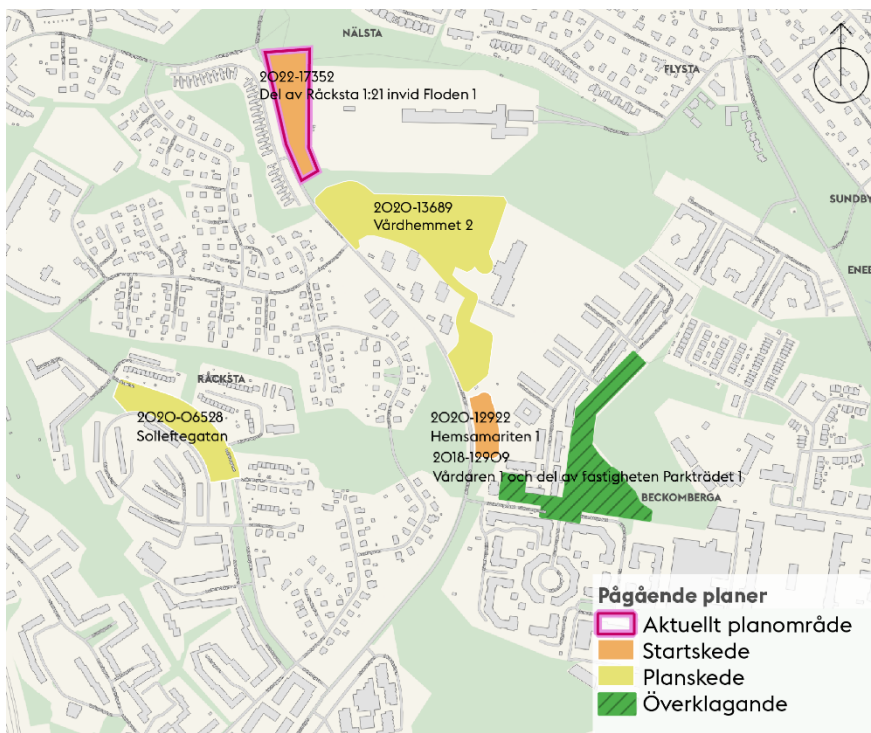 NÄLSTA
FLYSTA
2022-17352
Del av Råcksta 1:21 invid Floden 1
2020-13689
Vårdhemmet 2
SUNDBY
ENEB
RÅCKSTA
2020-06528
Solleftegatan
2020-12922
Hemsamariten 1
2018-12909
Vårdaren 1 och del av fastigheten Parkträdet 1
BECKOMBERGA
Pågående planer
Aktuellt planområde
Startskede
Planskede
Överklagande